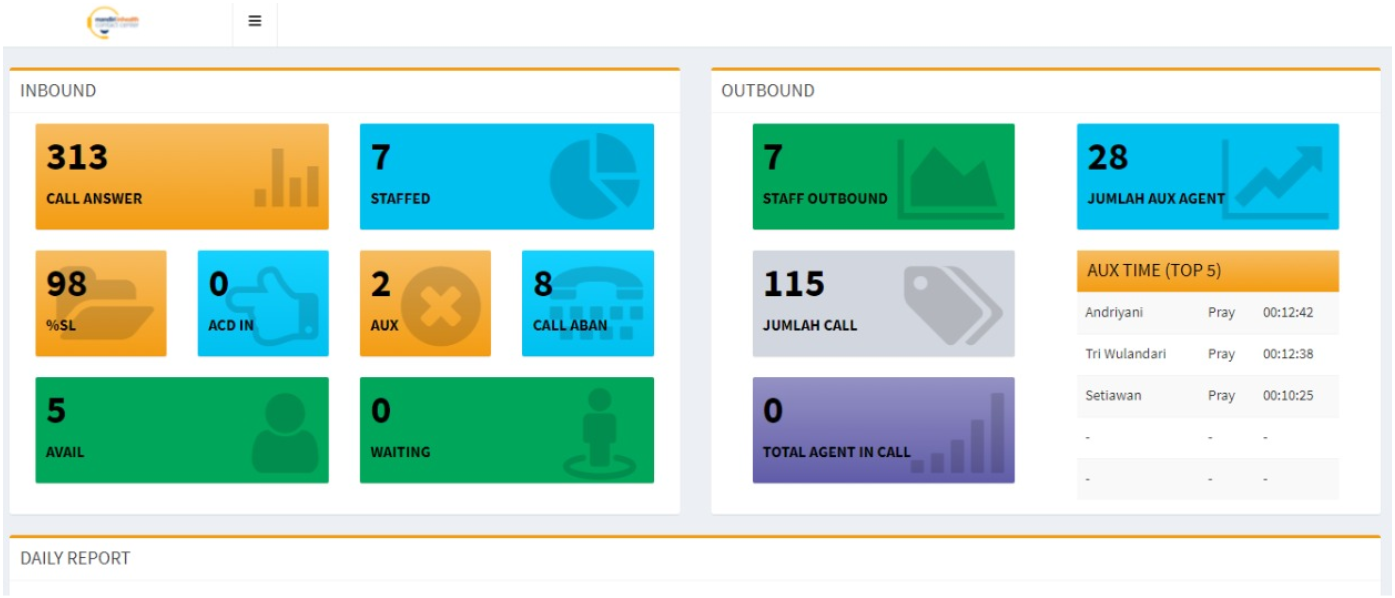 mandiri inhealth
contact center
INBOUND
313
CALL ANSWER
7
STAFFED
98
%SL
0
ACD IN
2
AUX
8
CALL ABAN
5
AVAIL
0
WAITING
OUTBOUND
7
STAFF OUTBOUND
28
JUMLAH AUX AGENT
115
JUMLAH CALL
0
TOTAL AGENT IN CALL
AUX TIME (TOP 5)
Andriyani Pray 00:12:42
Tri Wulandari Pray 00:12:38
Setiawan Pray 00:10:25
- - -
- - -
DAILY REPORT